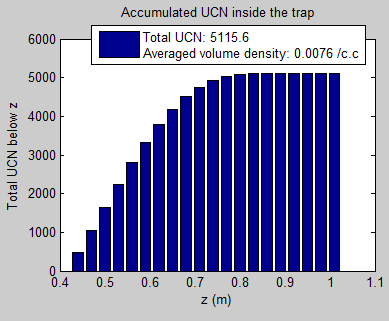 Accumulated UCN inside the trap
Total UCN: 5115.6
Averaged volume density: 0.0076 /c.c
6000
5000
4000
3000
2000
1000
0
Total UCN below z
0.4 0.5 0.6 0.7 0.8 0.9 1 1.1
z (m)